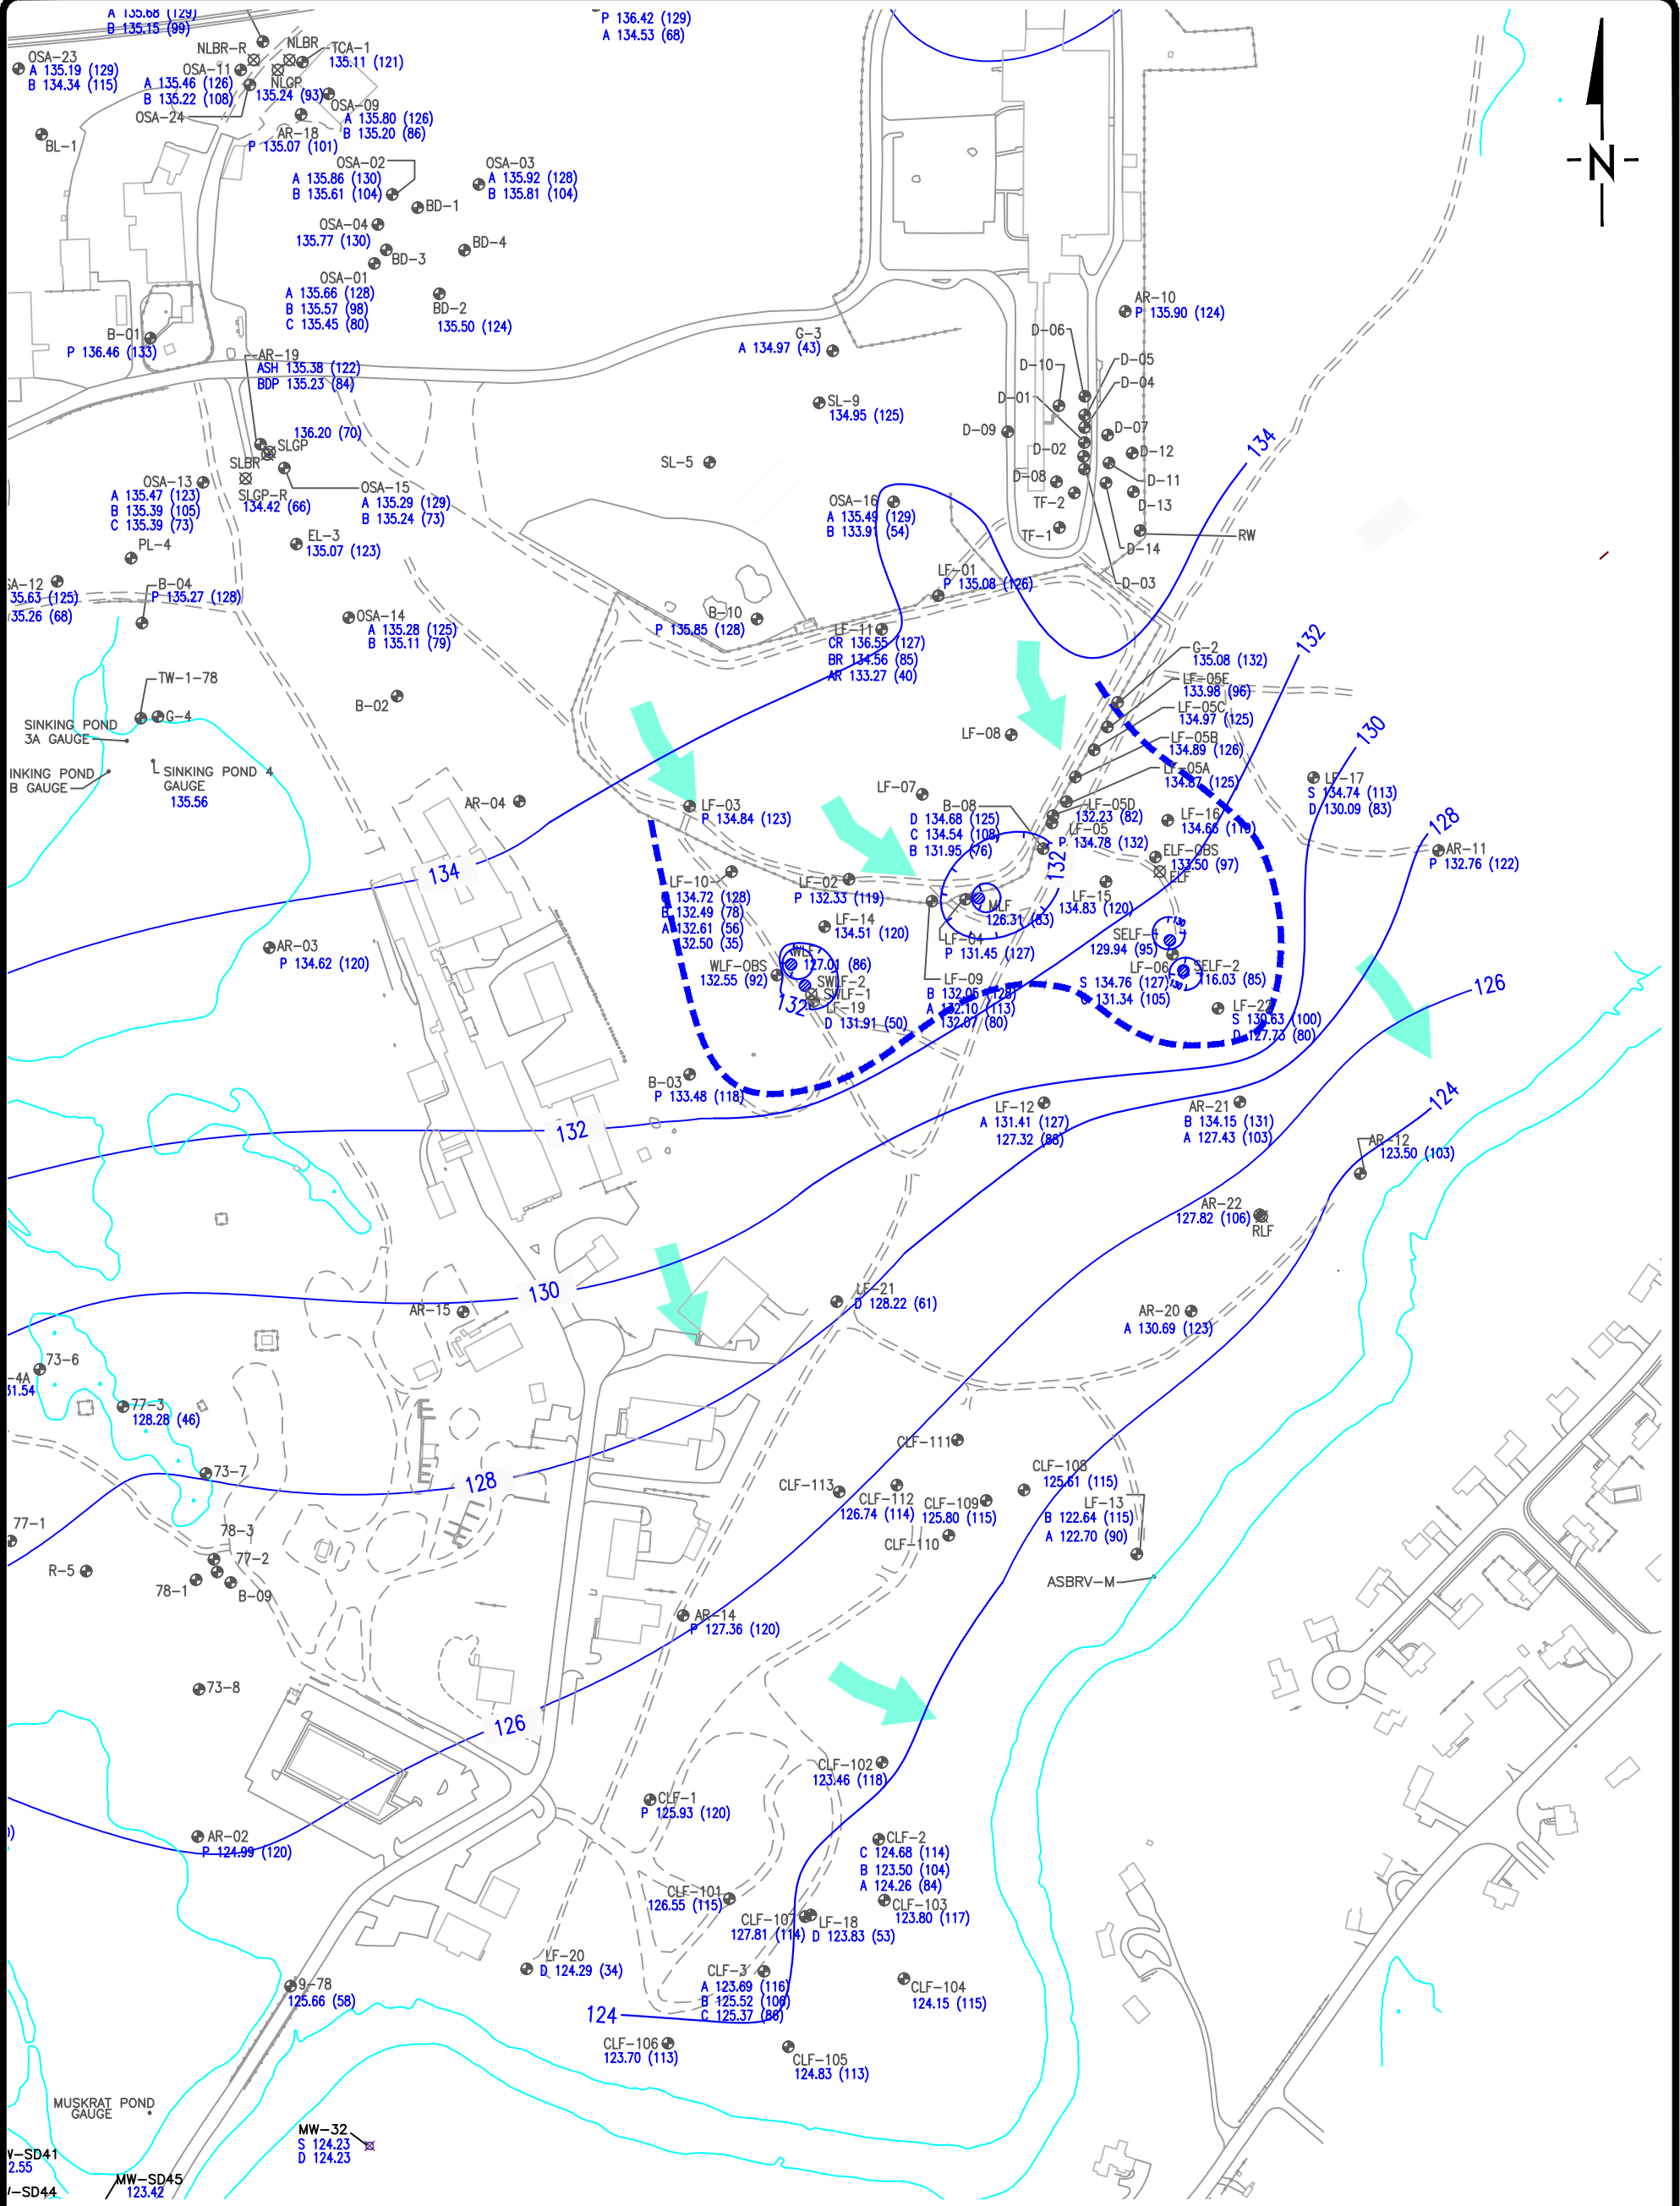 A 135.68 (129)
B 135.15 (99)
P 136.42 (129)
A 134.53 (68)
OSA-23
A 135.19 (129)
B 134.34 (115)
NLBR-R
NLBR
TCA-1
135.11 (121)
OSA-11
A 135.46 (126)
B 135.22 (108)
NLGP
135.24 (93)
OSA-24
OSA-09
A 135.80 (126)
B 135.20 (86)
AR-18
P 135.07 (101)
BL-1
N
OSA-02
A 135.86 (130)
B 135.61 (104)
OSA-03
A 135.92 (128)
B 135.81 (104)
BD-1
OSA-04
135.77 (130)
BD-3
BD-4
OSA-01
A 135.66 (128)
B 135.57 (98)
C 135.45 (80)
BD-2
135.50 (124)
AR-10
P 135.90 (124)
B-01
P 136.46 (133)
G-3
A 134.97 (43)
D-06
D-10
D-05
D-04
D-01
AR-19
ASH 135.38 (122)
BDP 135.23 (84)
SL-9
134.95 (125)
D-09
D-07
D-02
D-12
D-08
D-11
TF-2
D-13
TF-1
D-14
RW
D-03
134
136.20 (70)
SLGP
SLBR
SLGP-R
134.42 (66)
SL-5
OSA-13
A 135.47 (123)
B 135.39 (105)
C 135.39 (73)
OSA-15
A 135.29 (129)
B 135.24 (73)
OSA-16
A 135.49 (129)
B 133.91 (54)
EL-3
135.07 (123)
PL-4
SA-12
35.63 (125)
35.26 (68)
B-04
P 135.27 (128)
LF-01
P 135.08 (126)
OSA-14
A 135.28 (125)
B 135.11 (79)
B-10
P 135.85 (128)
LF-11
CR 136.55 (127)
BR 134.56 (85)
AR 133.27 (40)
132
G-2
135.08 (132)
LF-05E
133.98 (96)
LF-05C
134.97 (125)
LF-05B
134.89 (126)
LF-05A
134.87 (125)
TW-1-78
B-02
G-4
SINKING POND
3A GAUGE
INKING POND
B GAUGE
SINKING POND 4
GAUGE
135.56
LF-08
130
LF-17
S 134.74 (113)
D 130.09 (83)
AR-04
LF-03
P 134.84 (123)
LF-07
B-08
D 134.68 (125)
C 134.54 (108)
B 131.95 (76)
LF-05D
132.23 (82)
LF-05
P 134.78 (132)
LF-16
128
AR-11
P 132.76 (122)
ELF-OBS
133.50 (97)
ELF
134
132
LF-10
134.72 (128)
B 132.49 (78)
A 132.61 (56)
132.50 (35)
LF-02
P 132.33 (119)
LF-15
134.83 (120)
MLF
126.31 (83)
LF-14
134.51 (120)
LF-04
P 131.45 (127)
SELF-4
129.94 (95)
AR-03
P 134.62 (120)
WLF
127.01 (86)
WLF-OBS
132.55 (92)
SWLF-2
SWLF-1
132
LF-19
D 131.91 (50)
LF-09
A 132.10 (113)
132.07 (80)
LF-06
S 134.76 (127)
131.34 (105)
SELF-2
116.03 (85)
LF-22
D 127.73 (80)
126
B-03
P 133.48 (118)
124
LF-12
A 131.41 (127)
127.32 (88)
AR-21
B 134.15 (131)
A 127.43 (103)
132
AR-12
123.50 (103)
AR-22
127.82 (106)
RLF
130
AR-15
LF-21
D 128.22 (61)
AR-20
A 130.69 (123)
73-6
-4A
31.54
77-3
128.28 (46)
CLF-111
73-7
128
CLF-108
125.61 (115)
CLF-113
CLF-112
126.74 (114)
CLF-109
125.80 (115)
LF-13
B 122.64 (115)
A 122.70 (90)
77-1
78-3
CLF-110
77-2
R-5
78-1
B-09
ASBRV-M
AR-14
P 127.36 (120)
73-8
126
CLF-102
123.46 (118)
CLF-1
P 125.93 (120)
AR-02
P 124.99 (120)
CLF-2
C 124.68 (114)
B 123.50 (104)
A 124.26 (84)
CLF-101
126.55 (115)
CLF-103
123.80 (117)
CLF-107
127.81 (114)
LF-18
D 123.83 (53)
LF-20
D 124.29 (34)
CLF-3
A 123.69 (116)
B 125.52 (106)
C 125.37 (86)
CLF-104
124.15 (115)
9-78
125.66 (58)
124
CLF-106
123.70 (113)
CLF-105
124.83 (113)
MUSKRAT POND
GAUGE
MW-32
S 124.23
D 124.23
W-SD41
2.55
MW-SD45
123.42
-SD44